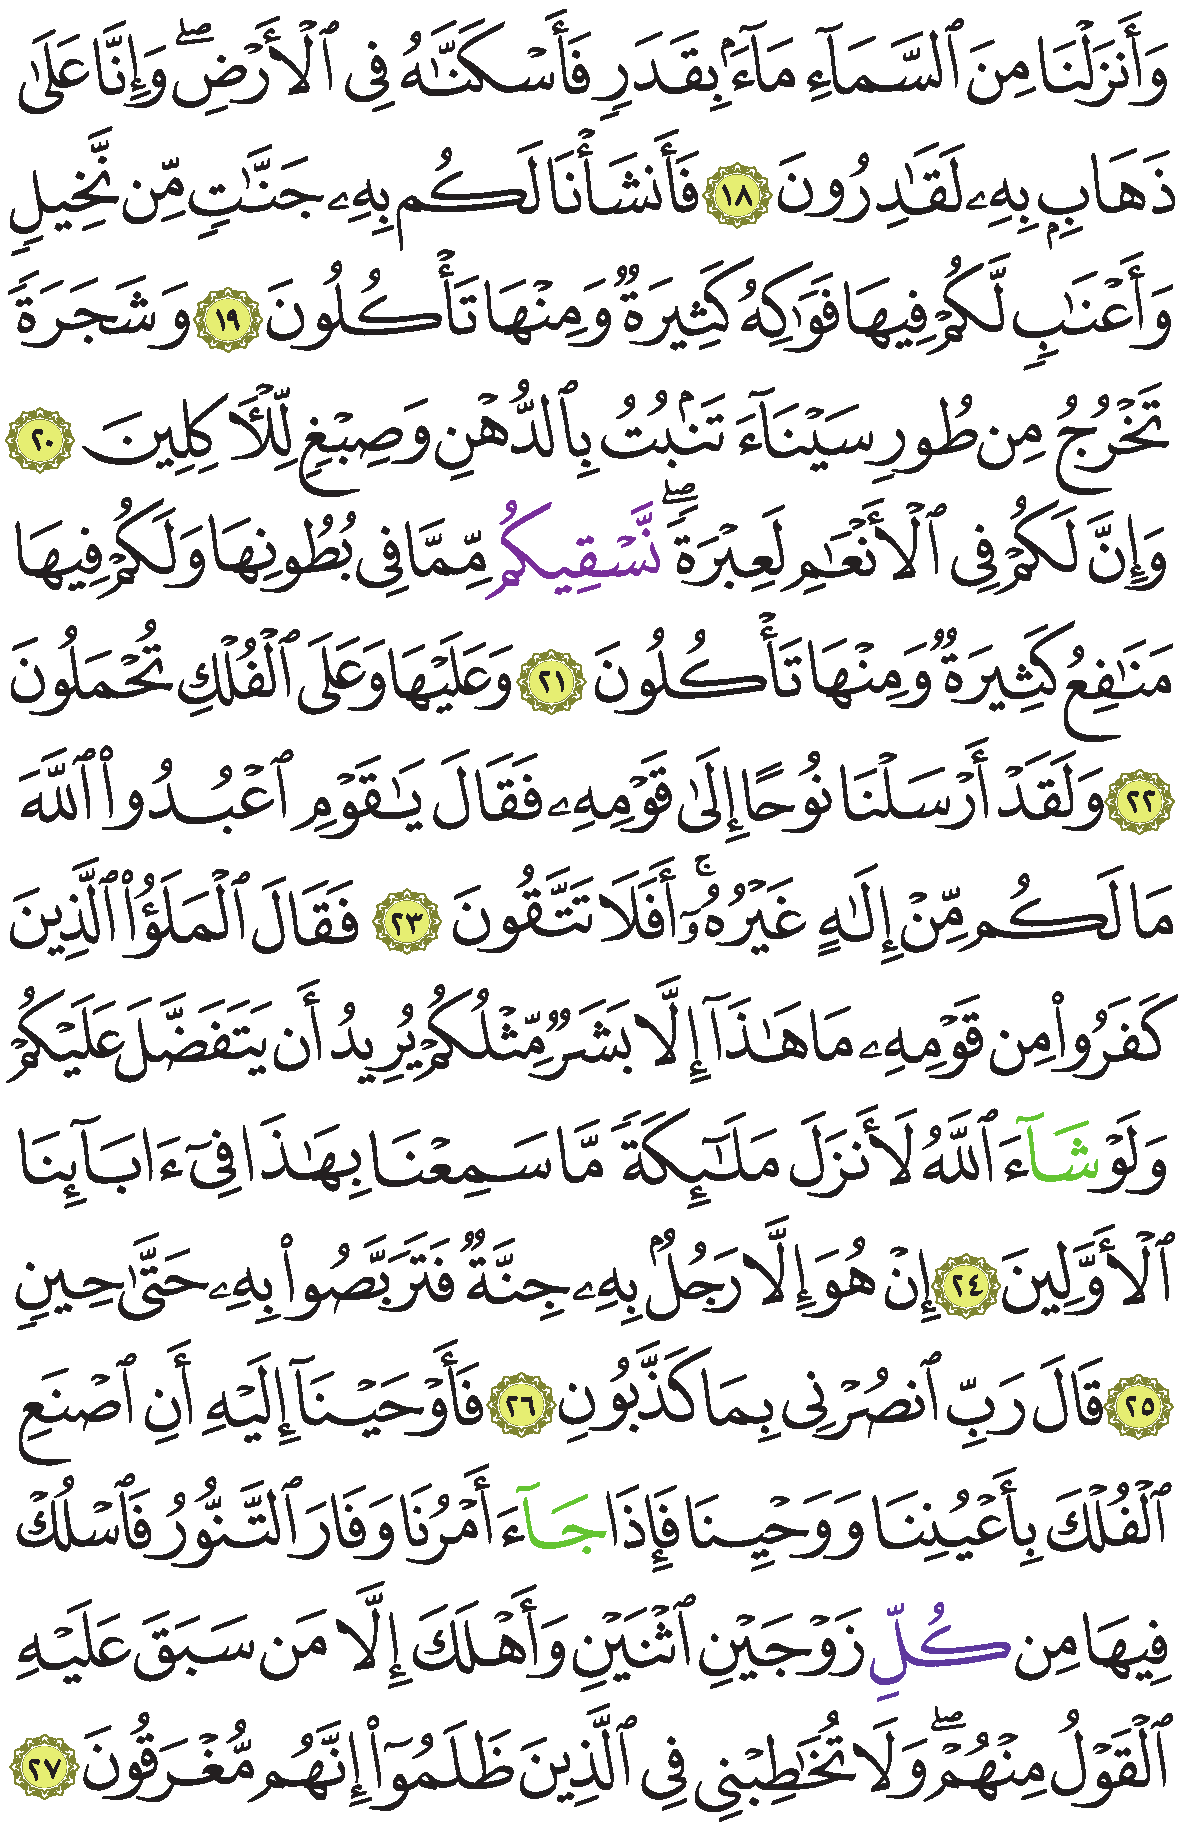 وَأَنزَلْنَا مِنَ ٱلسَّمَآءِ مَآءَۢ بِقَدَرٍ فَأَسْكَنَّٰهُ فِى ٱلْأَرْضِ ۖ وَإِنَّا عَلَىٰ
ذَهَابٍۭ بِهِۦ لَقَٰدِرُونَ ١٨ فَأَنشَأْنَا لَكُم بِهِۦ جَنَّٰتٍ مِّن نَّخِيلٍ
وَأَعْنَٰبٍ لَّكُمْ فِيهَا فَوَٰكِهُ كَثِيرَةٌ وَمِنْهَا تَأْكُلُونَ ١٩ وَشَجَرَةً
تَخْرُجُ مِن طُورِ سَيْنَآءَ تَنۢبُتُ بِٱلدُّهْنِ وَصِبْغٍ لِّلْـَٔاكِلِينَ ٢٠
وَإِنَّ لَكُمْ فِى ٱلْأَنْعَٰمِ لَعِبْرَةً ۖ نَّسْقِيكُم مِّمَّا فِى بُطُونِهَا وَلَكُمْ فِيهَا
مَنَٰفِعُ كَثِيرَةٌ وَمِنْهَا تَأْكُلُونَ ٢١ وَعَلَيْهَا وَعَلَى ٱلْفُلْكِ تُحْمَلُونَ
٢٢ وَلَقَدْ أَرْسَلْنَا نُوحًا إِلَىٰ قَوْمِهِۦ فَقَالَ يَٰقَوْمِ ٱعْبُدُوا۟ ٱللَّهَ
مَا لَكُم مِّنْ إِلَٰهٍ غَيْرُهُۥٓ ۚ أَفَلَا تَتَّقُونَ ٢٣ فَقَالَ ٱلْمَلَؤُا۟ ٱلَّذِينَ
كَفَرُوا۟ مِن قَوْمِهِۦ مَا هَٰذَآ إِلَّا بَشَرٌ مِّثْلُكُمْ يُرِيدُ أَن يَتَفَضَّلَ عَلَيْكُمْ
وَلَوْ شَآءَ ٱللَّهُ لَأَنزَلَ مَلَٰٓئِكَةً مَّا سَمِعْنَا بِهَٰذَا فِىٓ ءَابَآئِنَا
ٱلْأَوَّلِينَ ٢٤ إِنْ هُوَ إِلَّا رَجُلٌۢ بِهِۦ جِنَّةٌ فَتَرَبَّصُوا۟ بِهِۦ حَتَّىٰ حِينٍ
٢٥ قَالَ رَبِّ ٱنصُرْنِى بِمَا كَذَّبُونِ ٢٦ فَأَوْحَيْنَآ إِلَيْهِ أَنِ ٱصْنَعِ
ٱلْفُلْكَ بِأَعْيُنِنَا وَوَحْيِنَا فَإِذَا جَآءَ أَمْرُنَا وَفَارَ ٱلتَّنُّورُ فَٱسْلُكْ
فِيهَا مِن كُلِّ زَوْجَيْنِ ٱثْنَيْنِ وَأَهْلَكَ إِلَّا مَن سَبَقَ عَلَيْهِ
ٱلْقَوْلُ مِنْهُمْ ۖ وَلَا تُخَٰطِبْنِى فِى ٱلَّذِينَ ظَلَمُوٓا۟ إِنَّهُم مُّغْرَقُونَ ٢٧